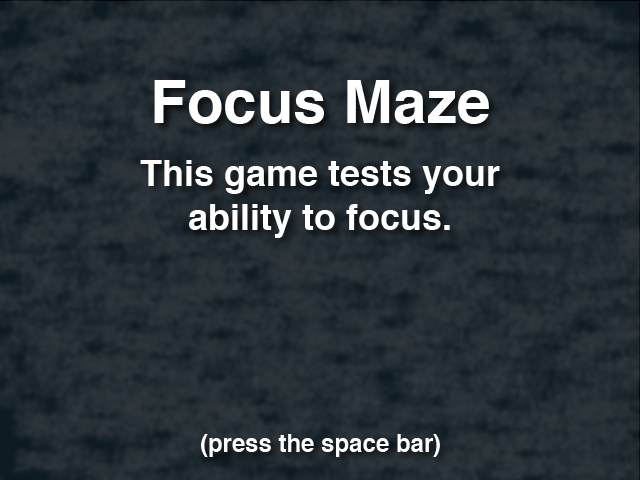 Focus Maze
This game tests your
ability to focus.
(press the space bar)